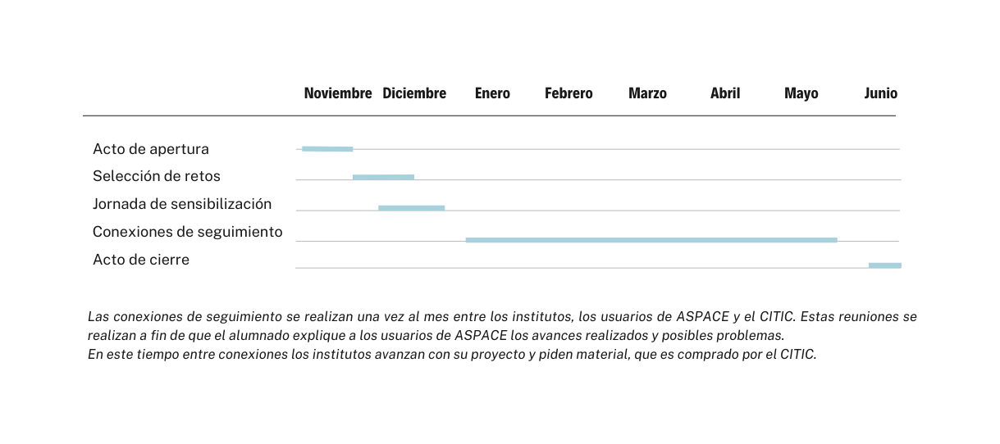 Noviembre Diciembre Enero Febrero Marzo Abril Mayo Junio
Acto de apertura
Selección de retos
Jornada de sensibilización
Conexiones de seguimiento
Acto de cierre
Las conexiones de seguimiento se realizan una vez al mes entre los institutos, los usuarios de ASPACE y el CITIC. Estas reuniones se
realizan a fin de que el alumnado explique a los usuarios de ASPACE los avances realizados y posibles problemas.
En este tiempo entre conexiones los institutos avanzan con su proyecto y piden material, que es comprado por el CITIC.